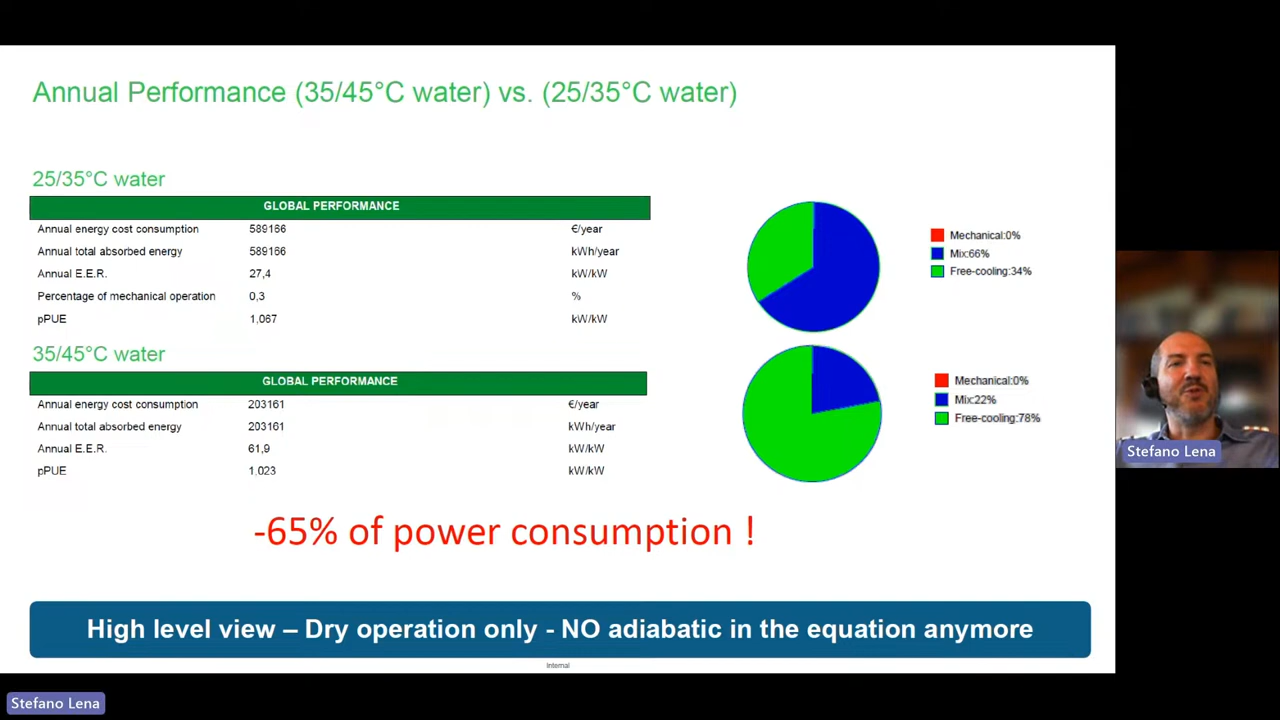 Annual Performance (35/45°C water) vs. (25/35°C water)
25/35°C water
GLOBAL PERFORMANCE
Annual energy cost consumption 589166 €/year
Annual total absorbed energy 589166 kWh/year
Annual E.E.R. 27,4 kW/kW
Percentage of mechanical operation 0,3 %
pPUE 1,067 kW/kW
Mechanical:0%
Mix:66%
Free-cooling:34%
35/45°C water
GLOBAL PERFORMANCE
Annual energy cost consumption 203161 €/year
Annual total absorbed energy 203161 kWh/year
Annual E.E.R. 61,9 kW/kW
pPUE 1,023 kW/kW
Mechanical:0%
Mix:22%
Free-cooling:78%
Stefano Lena
-65% of power consumption !
High level view – Dry operation only - NO adiabatic in the equation anymore
Internal
Stefano Lena